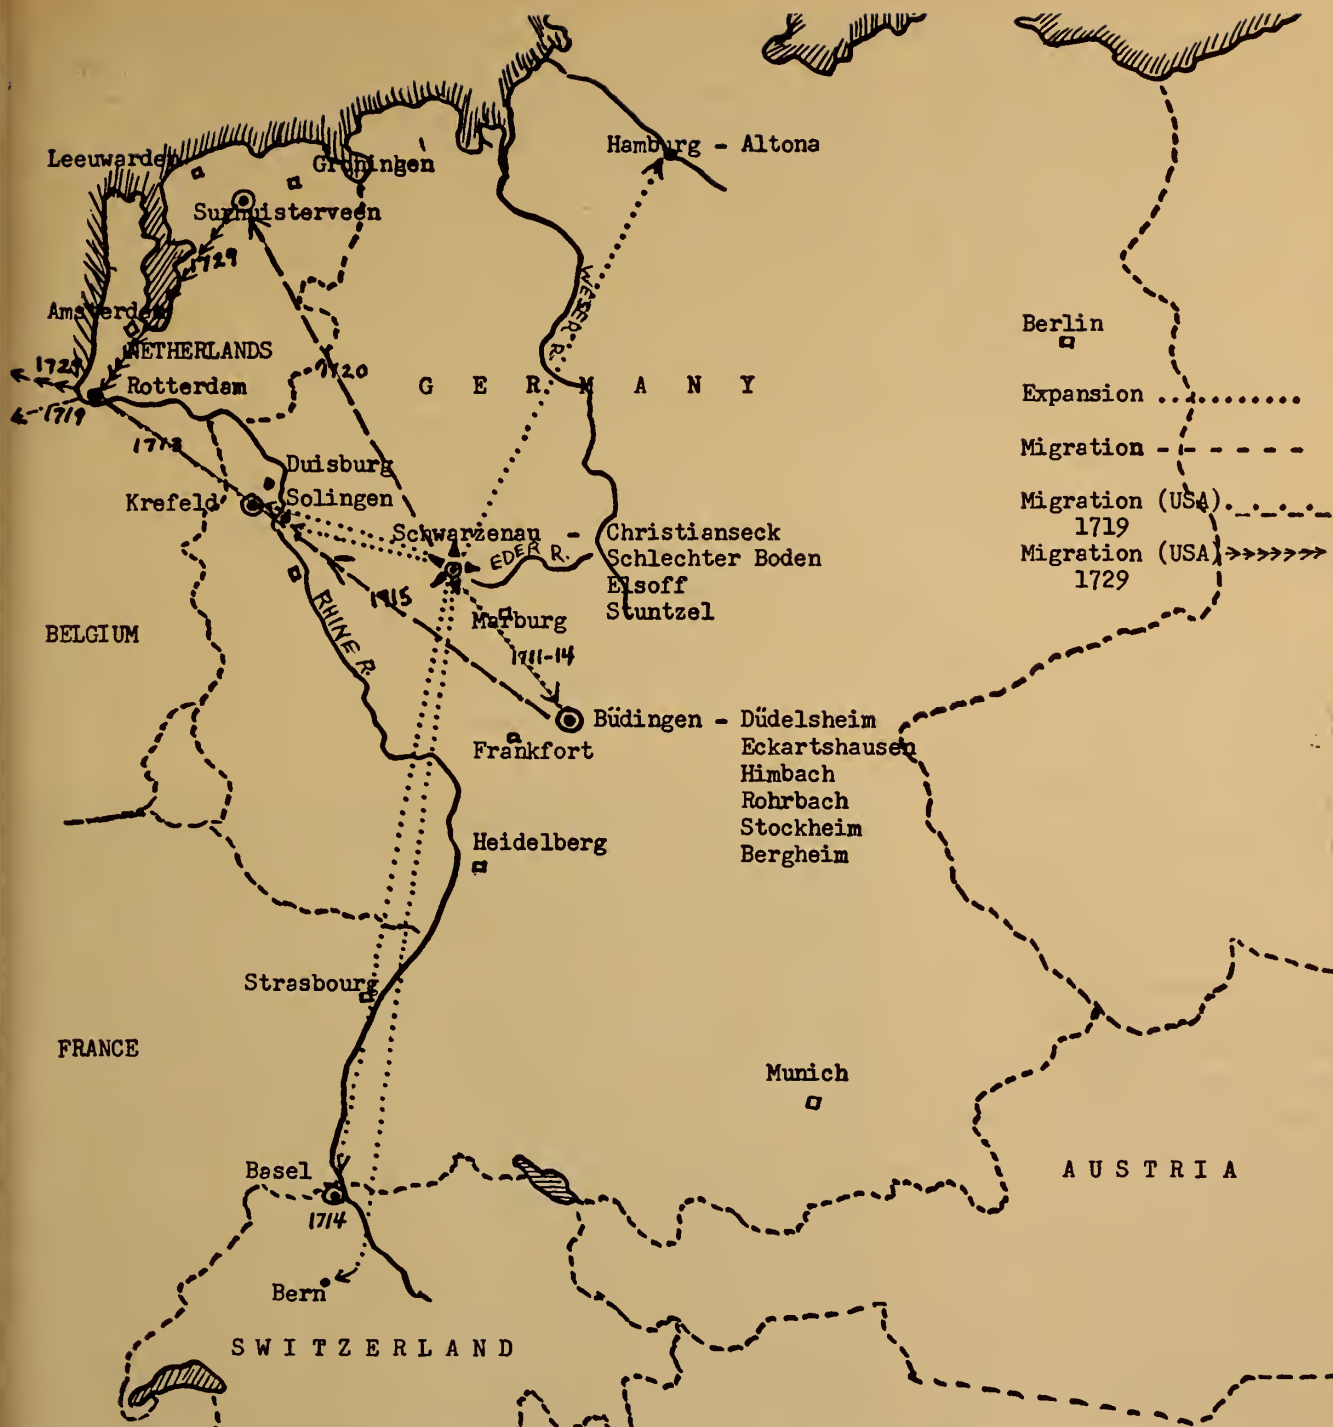 Hamburg - Altona
Leeuwarden
Groningen
Surhuisterveen
1729
WESER R.
Amsterdam
Berlin
NETHERLANDS
1729
1720
Rotterdam
GERMANY
Expansion
1719
Migration
Duisburg
Krefeld
Solingen
Migration (USA)
1719
Schwarzenau - Christianseck
EDER R.
Schlechter Boden
Migration (USA)
1729
Elsoff
1715
Stuntzel
Marburg
RHINE R.
BELGIUM
1711-14
Büdingen - Düdelsheim
Frankfort
Eckartshausen
Himbach
Rohrbach
Stockheim
Bergheim
Heidelberg
Strasbourg
FRANCE
Munich
Basel
AUSTRIA
1714
Bern
SWITZERLAND